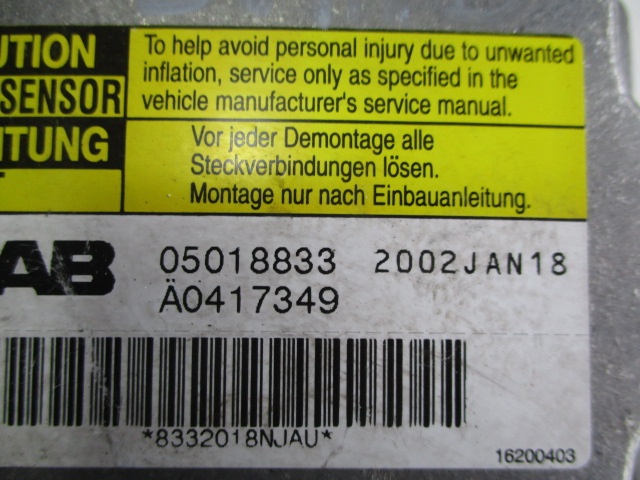 UTION
SENSOR
ITUNG
To help avoid personal injury due to unwanted
inflation, service only as specified in the
vehicle manufacturer's service manual.
Vor jeder Demontage alle
Steckverbindungen lösen.
Montage nur nach Einbauanleitung.
AB 05018833 2002JAN18
Ä0417349
*8332018NJAU*
16200403